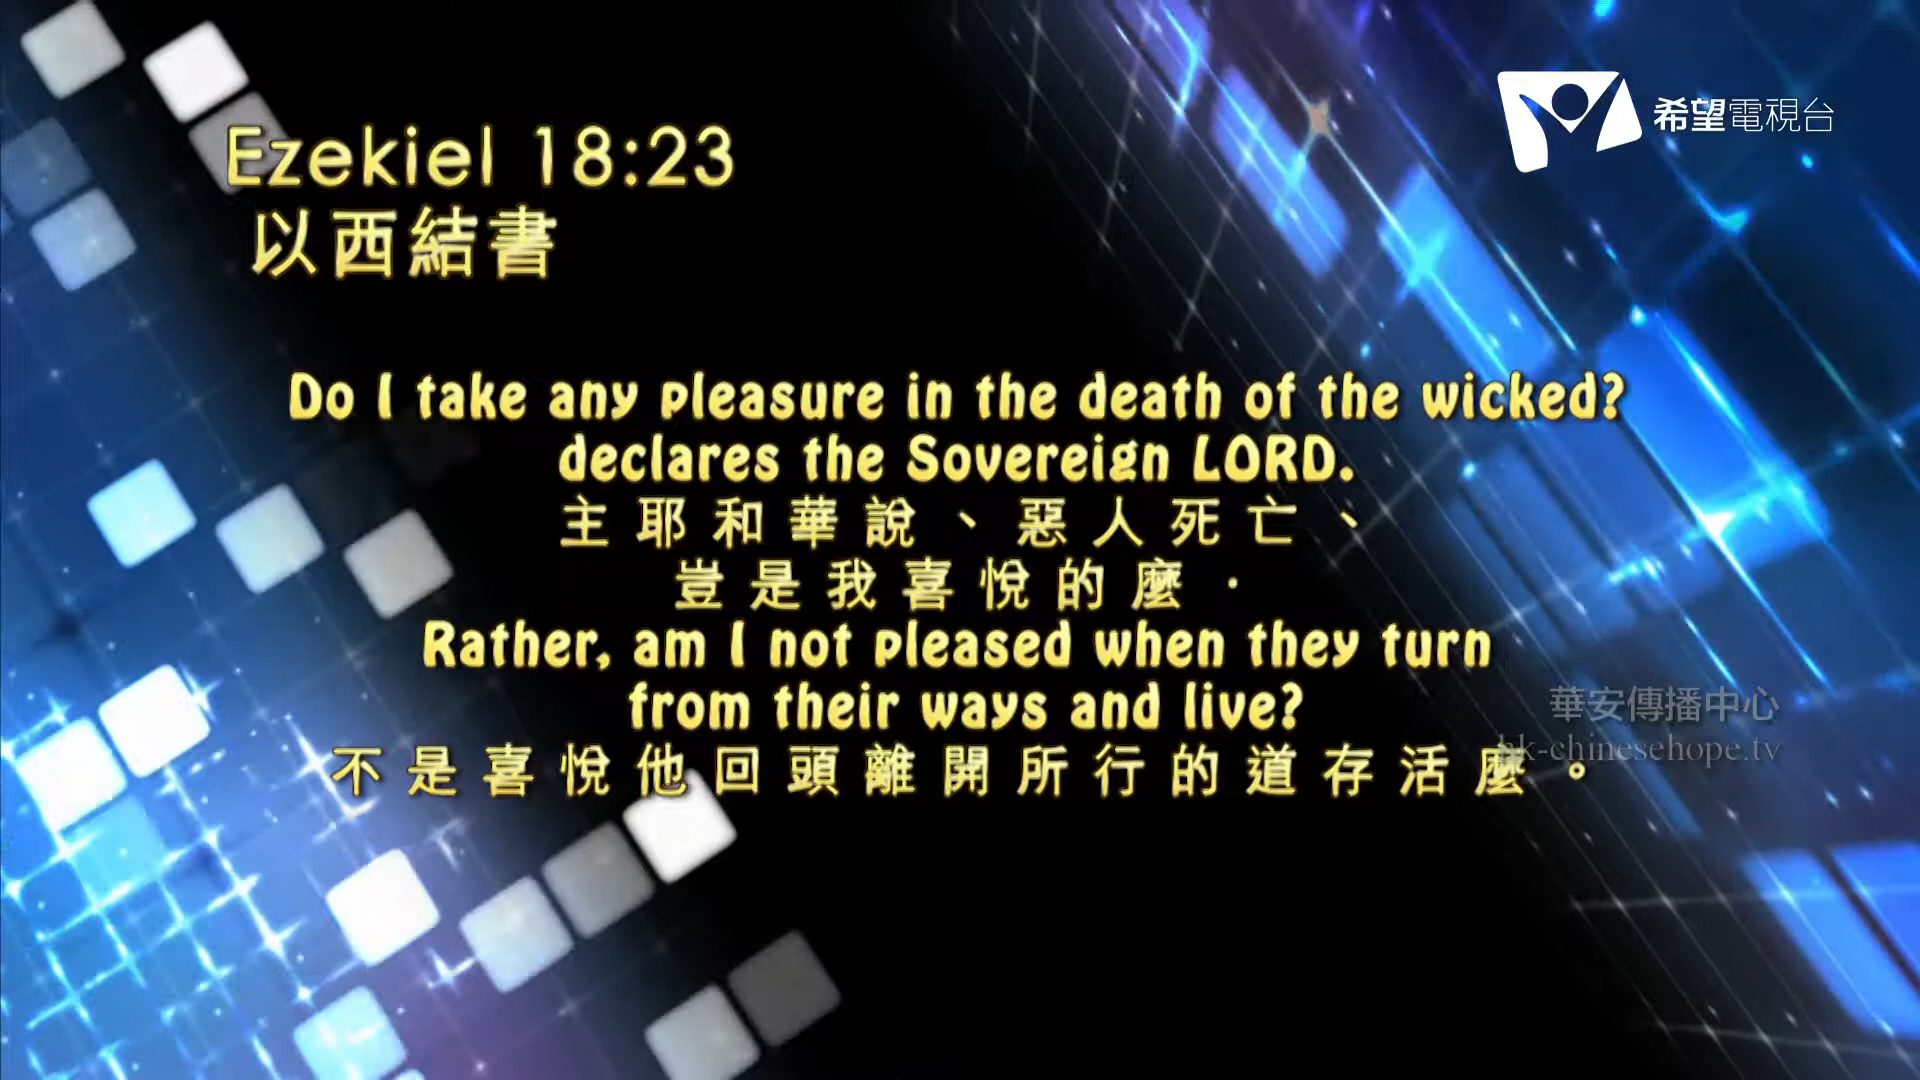 希望電視台
Ezekiel 18:23
以西結書
Do I take any pleasure in the death of the wicked?
declares the Sovereign LORD.
主耶和華說、惡人死亡、
豈是我喜悅的麼．
Rather, am I not pleased when they turn
from their ways and live?
華安傳播中心
hk-chinesehope.tv
不是喜悅他回頭離開所行的道存活麼。